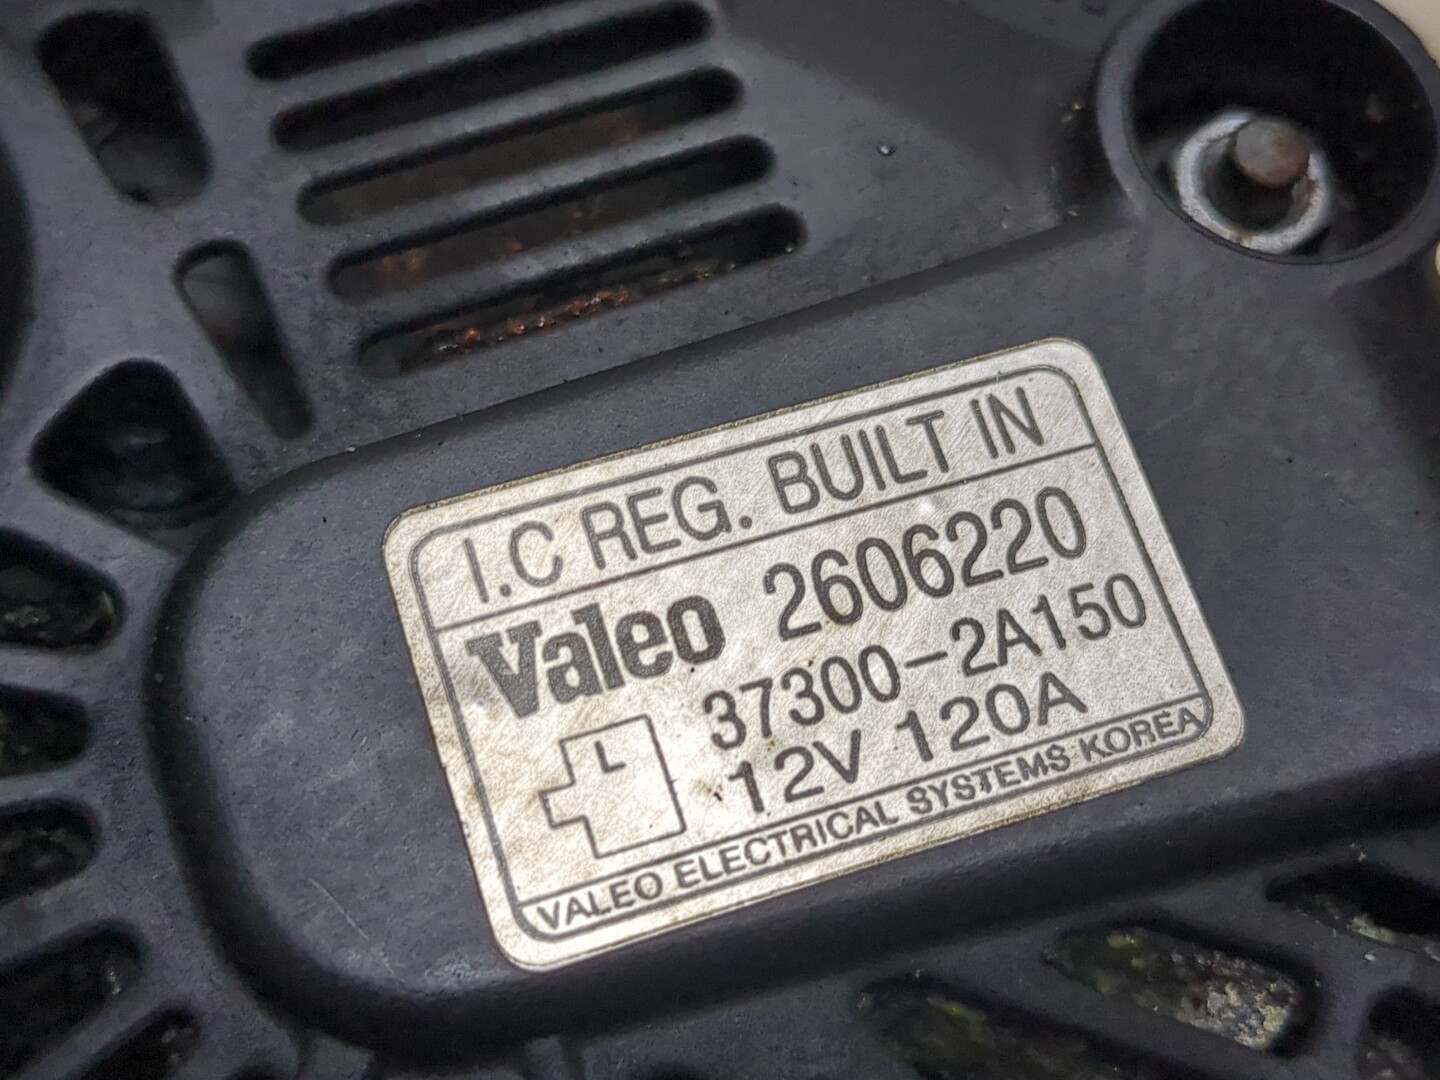 I.C REG. BUILT IN
Valeo 2606220
37300-2A150
12V 120A
L
VALEO ELECTRICAL SYSTEMS KOREA